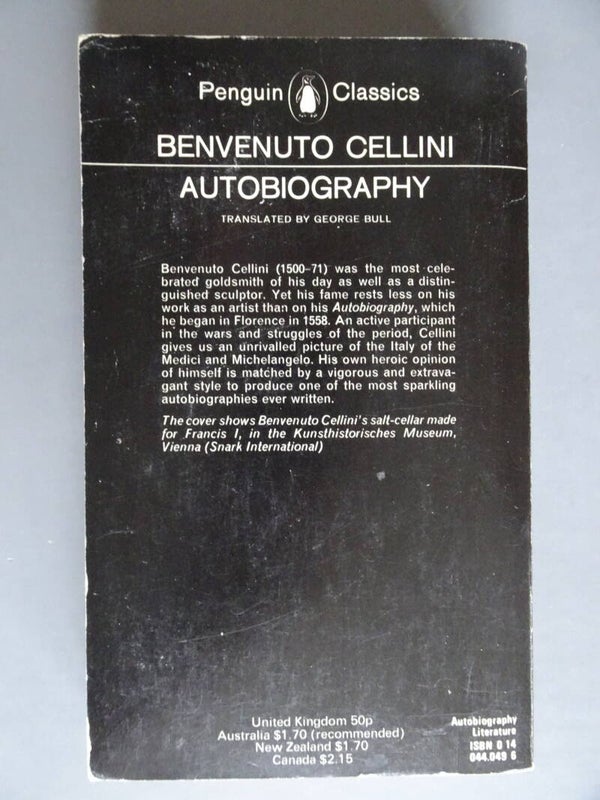 Penguin Classics
BENVENUTO CELLINI
AUTOBIOGRAPHY
TRANSLATED BY GEORGE BULL
Benvenuto Cellini (1500–71) was the most cele-
brated goldsmith of his day as well as a distin-
guished sculptor. Yet his fame rests less on his
work as an artist than on his Autobiography, which
he began in Florence in 1558. An active participant
in the wars and struggles of the period, Cellini
gives us an unrivalled picture of the Italy of the
Medici and Michelangelo. His own heroic opinion
of himself is matched by a vigorous and extrava-
gant style to produce one of the most sparkling
autobiographies ever written.
The cover shows Benvenuto Cellini's salt-cellar made
for Francis I, in the Kunsthistorisches Museum,
Vienna (Snark International)
United Kingdom 50p
Australia $1.70 (recommended)
New Zealand $1.70
Canada $2.15
Autobiography
Literature
ISBN 0 14
044.049 6